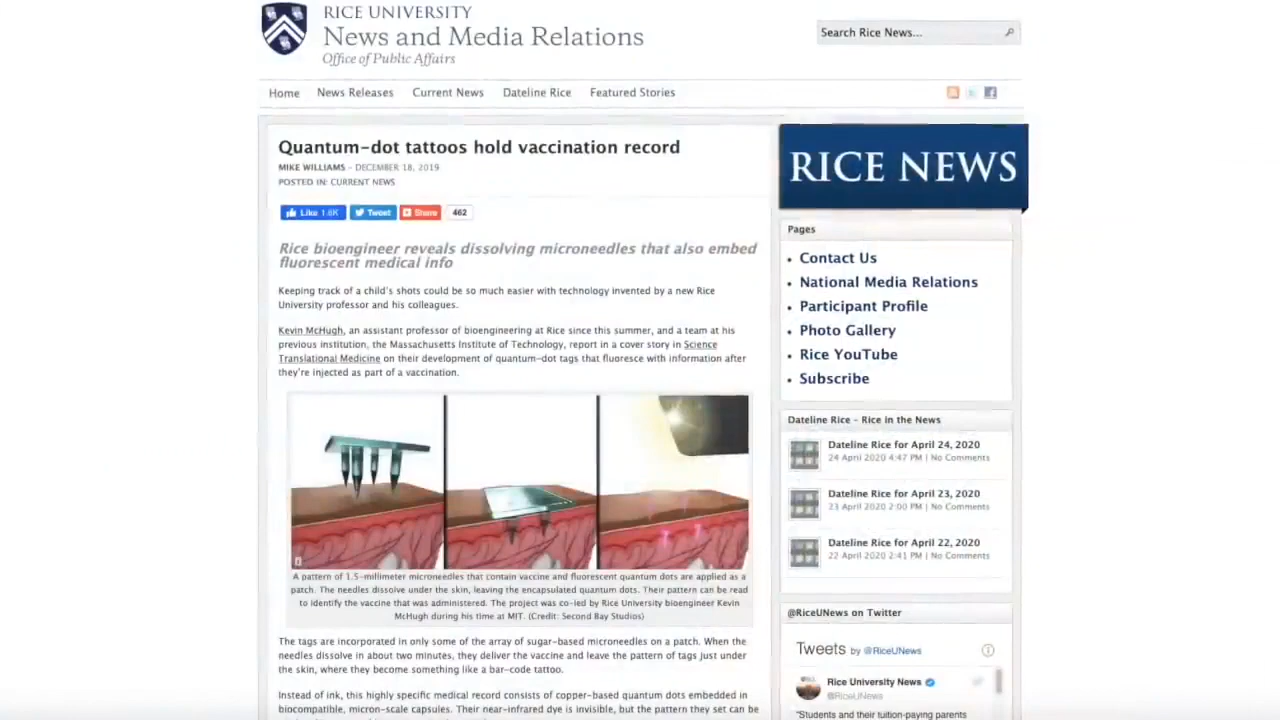 RICE UNIVERSITY
News and Media Relations
Office of Public Affairs
Search Rice News...
Home
News Releases
Current News
Dateline Rice
Featured Stories
Quantum-dot tattoos hold vaccination record
MIKE WILLIAMS – DECEMBER 18, 2019
POSTED IN: CURRENT NEWS
Like 1.6K
Tweet
Share
462
Rice bioengineer reveals dissolving microneedles that also embed
fluorescent medical info
Keeping track of a child's shots could be so much easier with technology invented by a new Rice
University professor and his colleagues.
Kevin McHugh, an assistant professor of bioengineering at Rice since this summer, and a team at his
previous institution, the Massachusetts Institute of Technology, report in a cover story in Science
Translational Medicine on their development of quantum-dot tags that fluoresce with information after
they're injected as part of a vaccination.
A pattern of 1.5-millimeter microneedles that contain vaccine and fluorescent quantum dots are applied as a
patch. The needles dissolve under the skin, leaving the encapsulated quantum dots. Their pattern can be read
to identify the vaccine that was administered. The project was co-led by Rice University bioengineer Kevin
McHugh during his time at MIT. (Credit: Second Bay Studios)
The tags are incorporated in only some of the array of sugar-based microneedles on a patch. When the
needles dissolve in about two minutes, they deliver the vaccine and leave the pattern of tags just under
the skin, where they become something like a bar-code tattoo.
Instead of ink, this highly specific medical record consists of copper-based quantum dots embedded in
biocompatible, micron-scale capsules. Their near-infrared dye is invisible, but the pattern they set can be
RICE NEWS
Pages
• Contact Us
• National Media Relations
• Participant Profile
• Photo Gallery
• Rice YouTube
• Subscribe
Dateline Rice – Rice in the News
Dateline Rice for April 24, 2020
24 April 2020 4:47 PM | No Comments
Dateline Rice for April 23, 2020
23 April 2020 2:00 PM | No Comments
Dateline Rice for April 22, 2020
22 April 2020 2:41 PM | No Comments
@RiceUNews on Twitter
Tweets by @RiceUNews
Rice University News
@RiceUNews
"Students and their tuition-paying parents